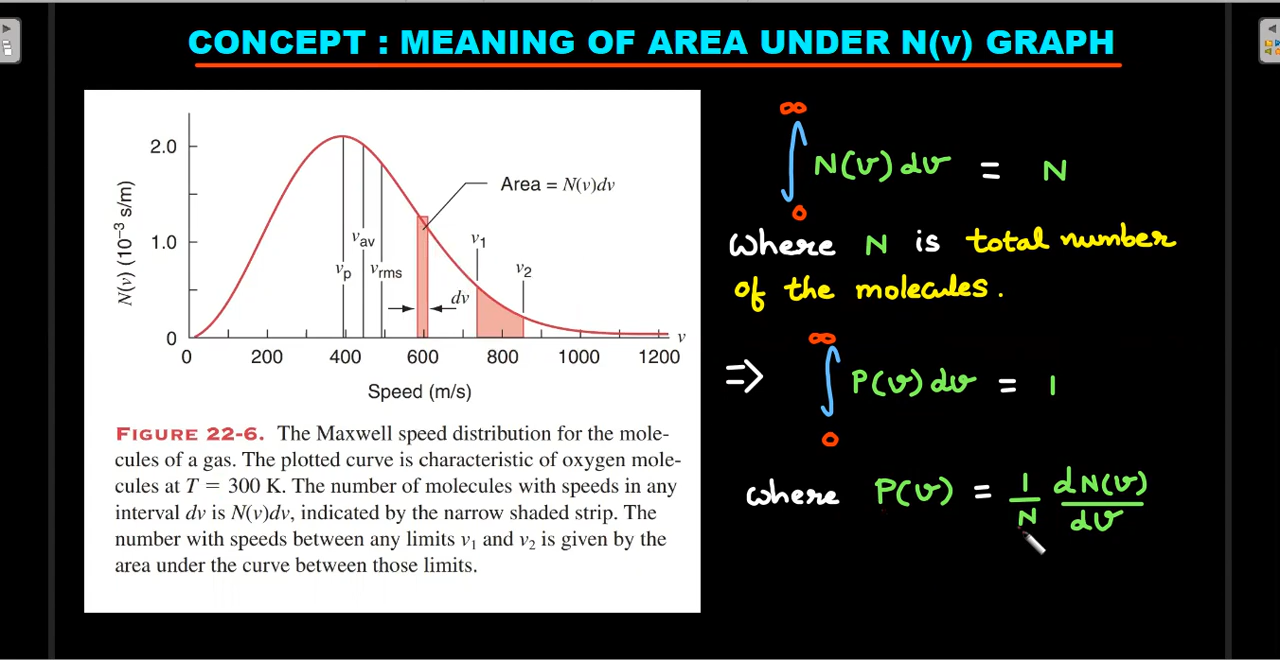 CONCEPT : MEANING OF AREA UNDER N(v) GRAPH
2.0
1.0
0
N(v) (10⁻³ s/m)
Area = N(v)dv
v_p
v_av
v_rms
dv
v₁
v₂
v
0 200 400 600 800 1000 1200
Speed (m/s)
FIGURE 22-6. The Maxwell speed distribution for the mole-
cules of a gas. The plotted curve is characteristic of oxygen mole-
cules at T = 300 K. The number of molecules with speeds in any
interval dv is N(v)dv, indicated by the narrow shaded strip. The
number with speeds between any limits v₁ and v₂ is given by the
area under the curve between those limits.
∫₀^∞ N(v) dv = N
where N is total number
of the molecules.
⇒ ∫₀^∞ P(v) dv = 1
where P(v) = 1/N dN(v)/dv